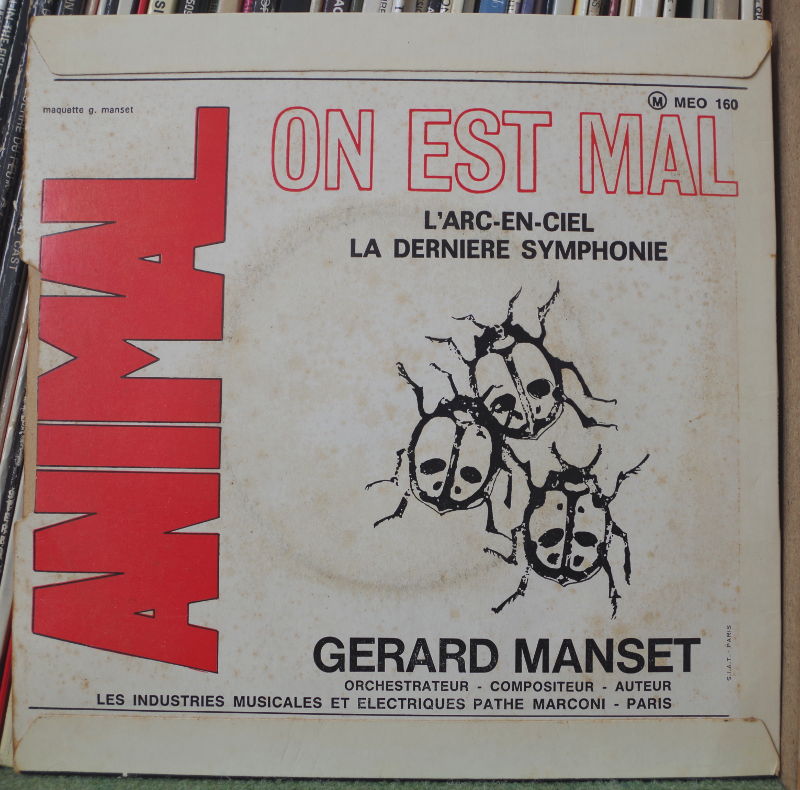 maquette g. manset
M MEO 160
ANIMAL
ON EST MAL
L'ARC-EN-CIEL
LA DERNIERE SYMPHONIE
GERARD MANSET
ORCHESTRATEUR - COMPOSITEUR - AUTEUR
LES INDUSTRIES MUSICALES ET ELECTRIQUES PATHE MARCONI - PARIS
S.I.A.T. - PARIS